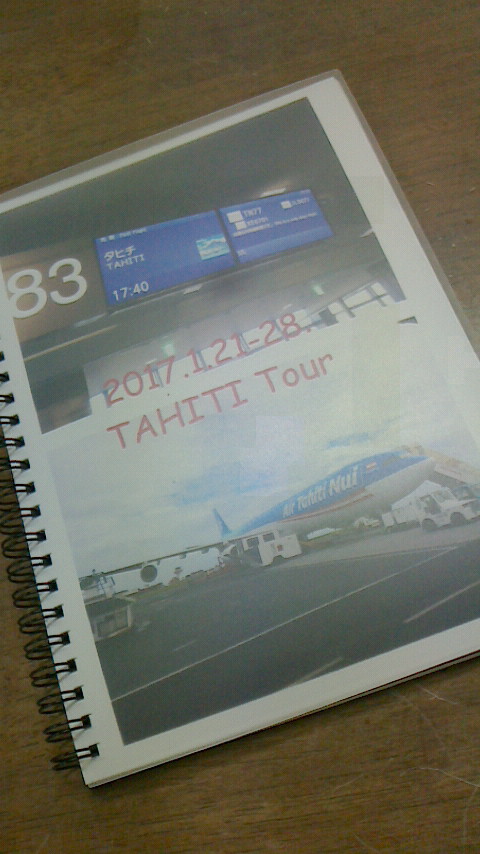 83
タヒチ
TAHITI
17:40
TN77
2017.1.21-28.
TAHITI Tour
Air Tahiti Nui